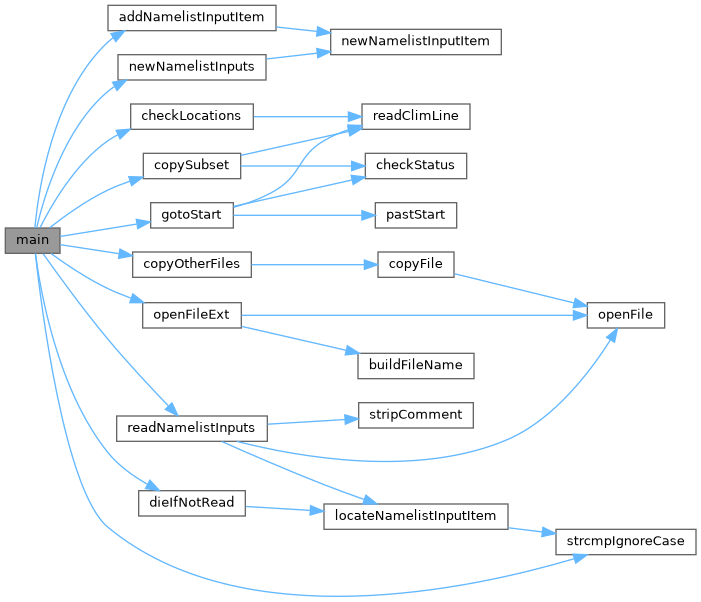 addNamelistInputItem
newNamelistInputItem
newNamelistInputs
checkLocations
readClimLine
copySubset
checkStatus
gotoStart
pastStart
main
copyOtherFiles
copyFile
openFileExt
openFile
buildFileName
stripComment
readNamelistInputs
dieIfNotRead
locateNamelistInputItem
strcmpIgnoreCase